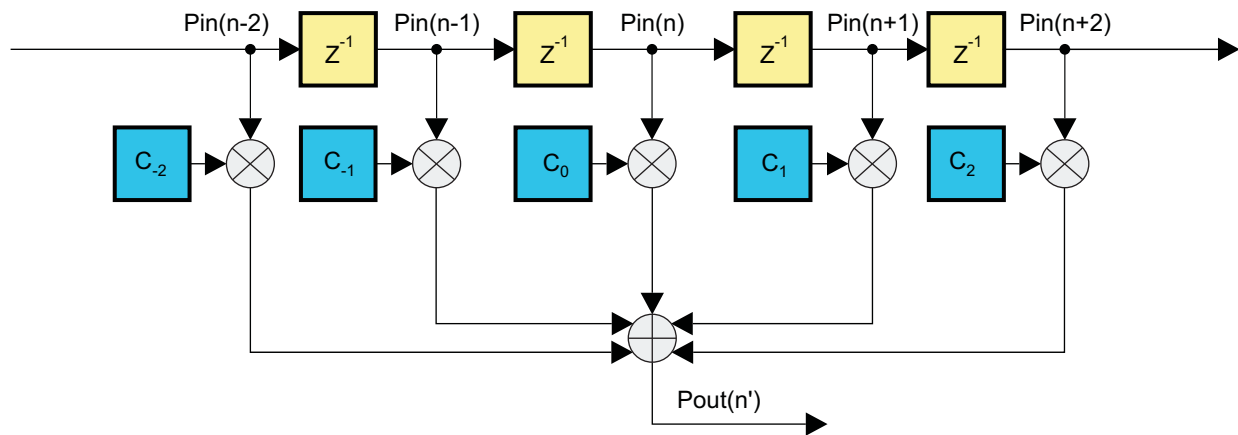 Pin(n-2) Pin(n-1) Pin(n) Pin(n+1) Pin(n+2)
Z⁻¹ Z⁻¹ Z⁻¹ Z⁻¹
C₋₂ C₋₁ C₀ C₁ C₂
Pout(n')